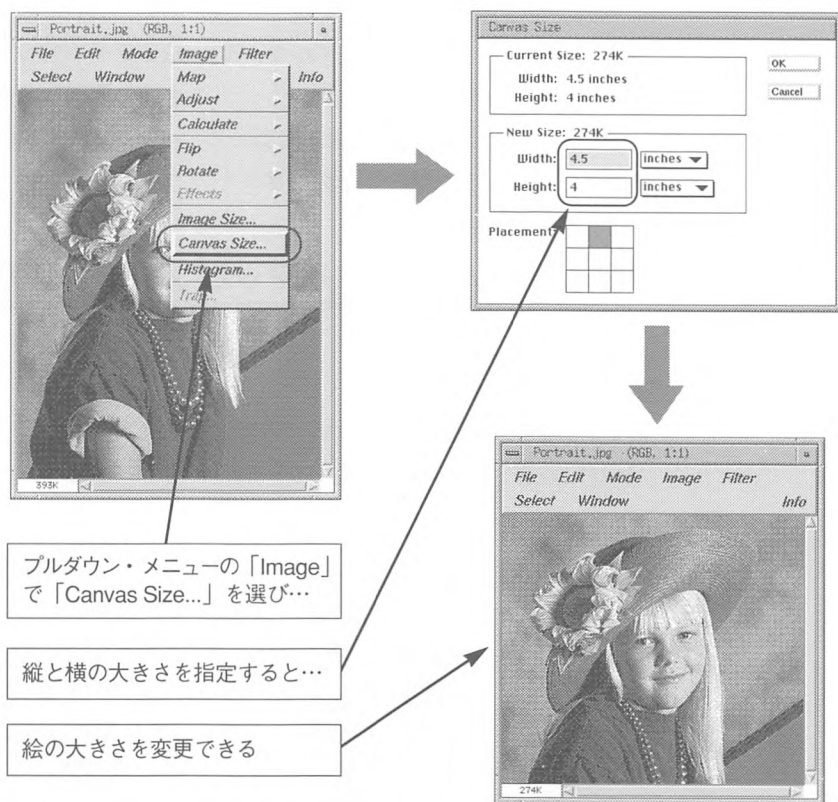 Portrait.jpg (RGB, 1:1)
File Edit Mode Image Filter
Select Window Info
Map
Adjust
Calculate
Flip
Rotate
Effects
Image Size...
Canvas Size...
Histogram...
Trap...
393K
Canvas Size
Current Size: 274K
Width: 4.5 inches
Height: 4 inches
OK
Cancel
New Size: 274K
Width: 4.5 inches
Height: 4 inches
Placement:
Portrait.jpg (RGB, 1:1)
File Edit Mode Image Filter
Select Window Info
274K
プルダウン・メニューの「Image」
で「Canvas Size...」を選び…
縦と横の大きさを指定すると…
絵の大きさを変更できる